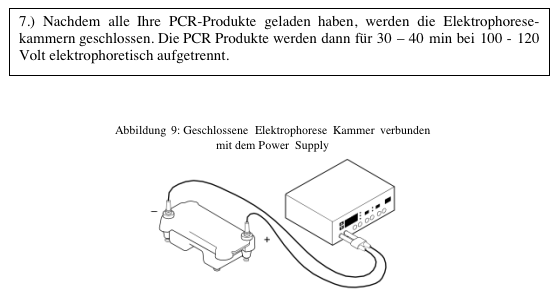 7.) Nachdem alle Ihre PCR-Produkte geladen haben, werden die Elektrophorese-
kammern geschlossen. Die PCR Produkte werden dann für 30 – 40 min bei 100 - 120
Volt elektrophoretisch aufgetrennt.
Abbildung 9: Geschlossene Elektrophorese Kammer verbunden
mit dem Power Supply
–
+